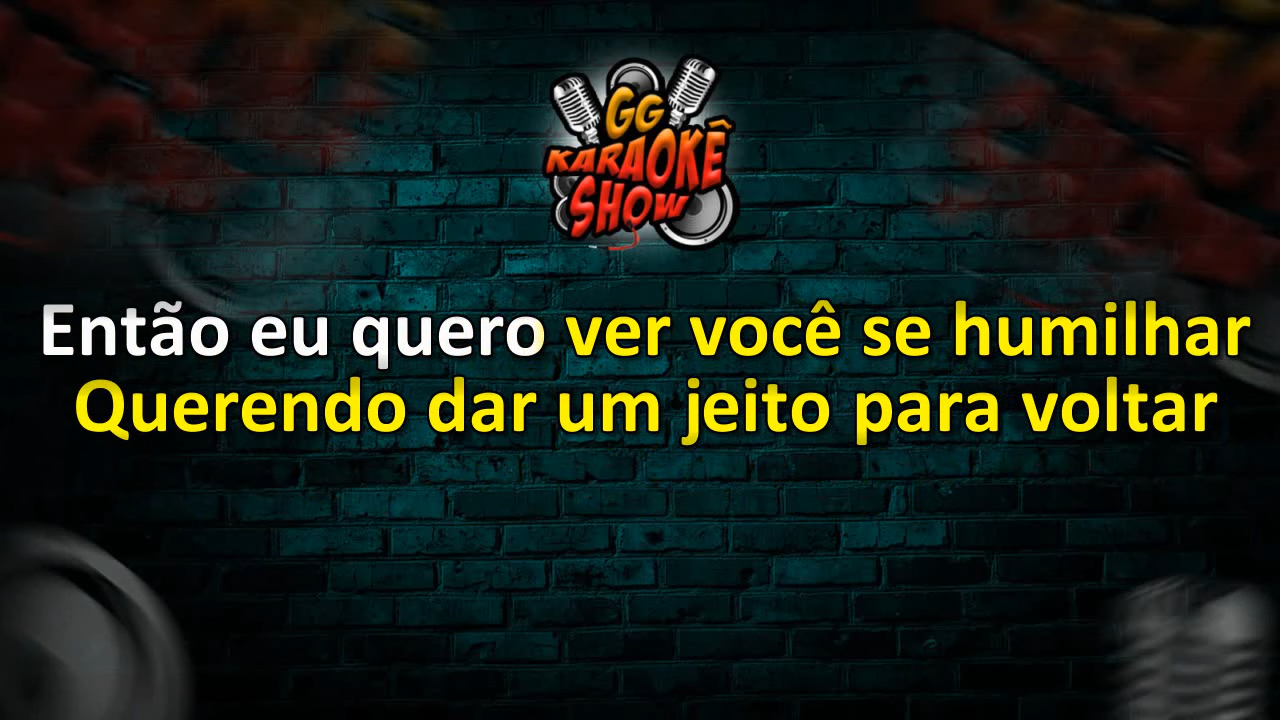 GG
KARAOKÊ
SHOW
Então eu quero ver você se humilhar
Querendo dar um jeito para voltar